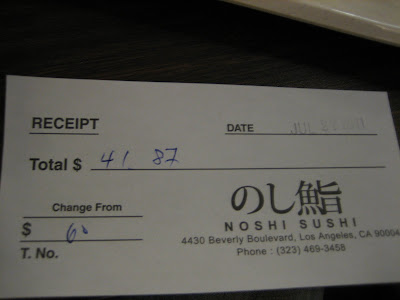 RECEIPT
DATE
Total $ 41.87
Change From
$ 60
T. No.
のし鮨
NOSHI SUSHI
4430 Beverly Boulevard, Los Angeles, CA 90004
Phone : (323) 469-3458